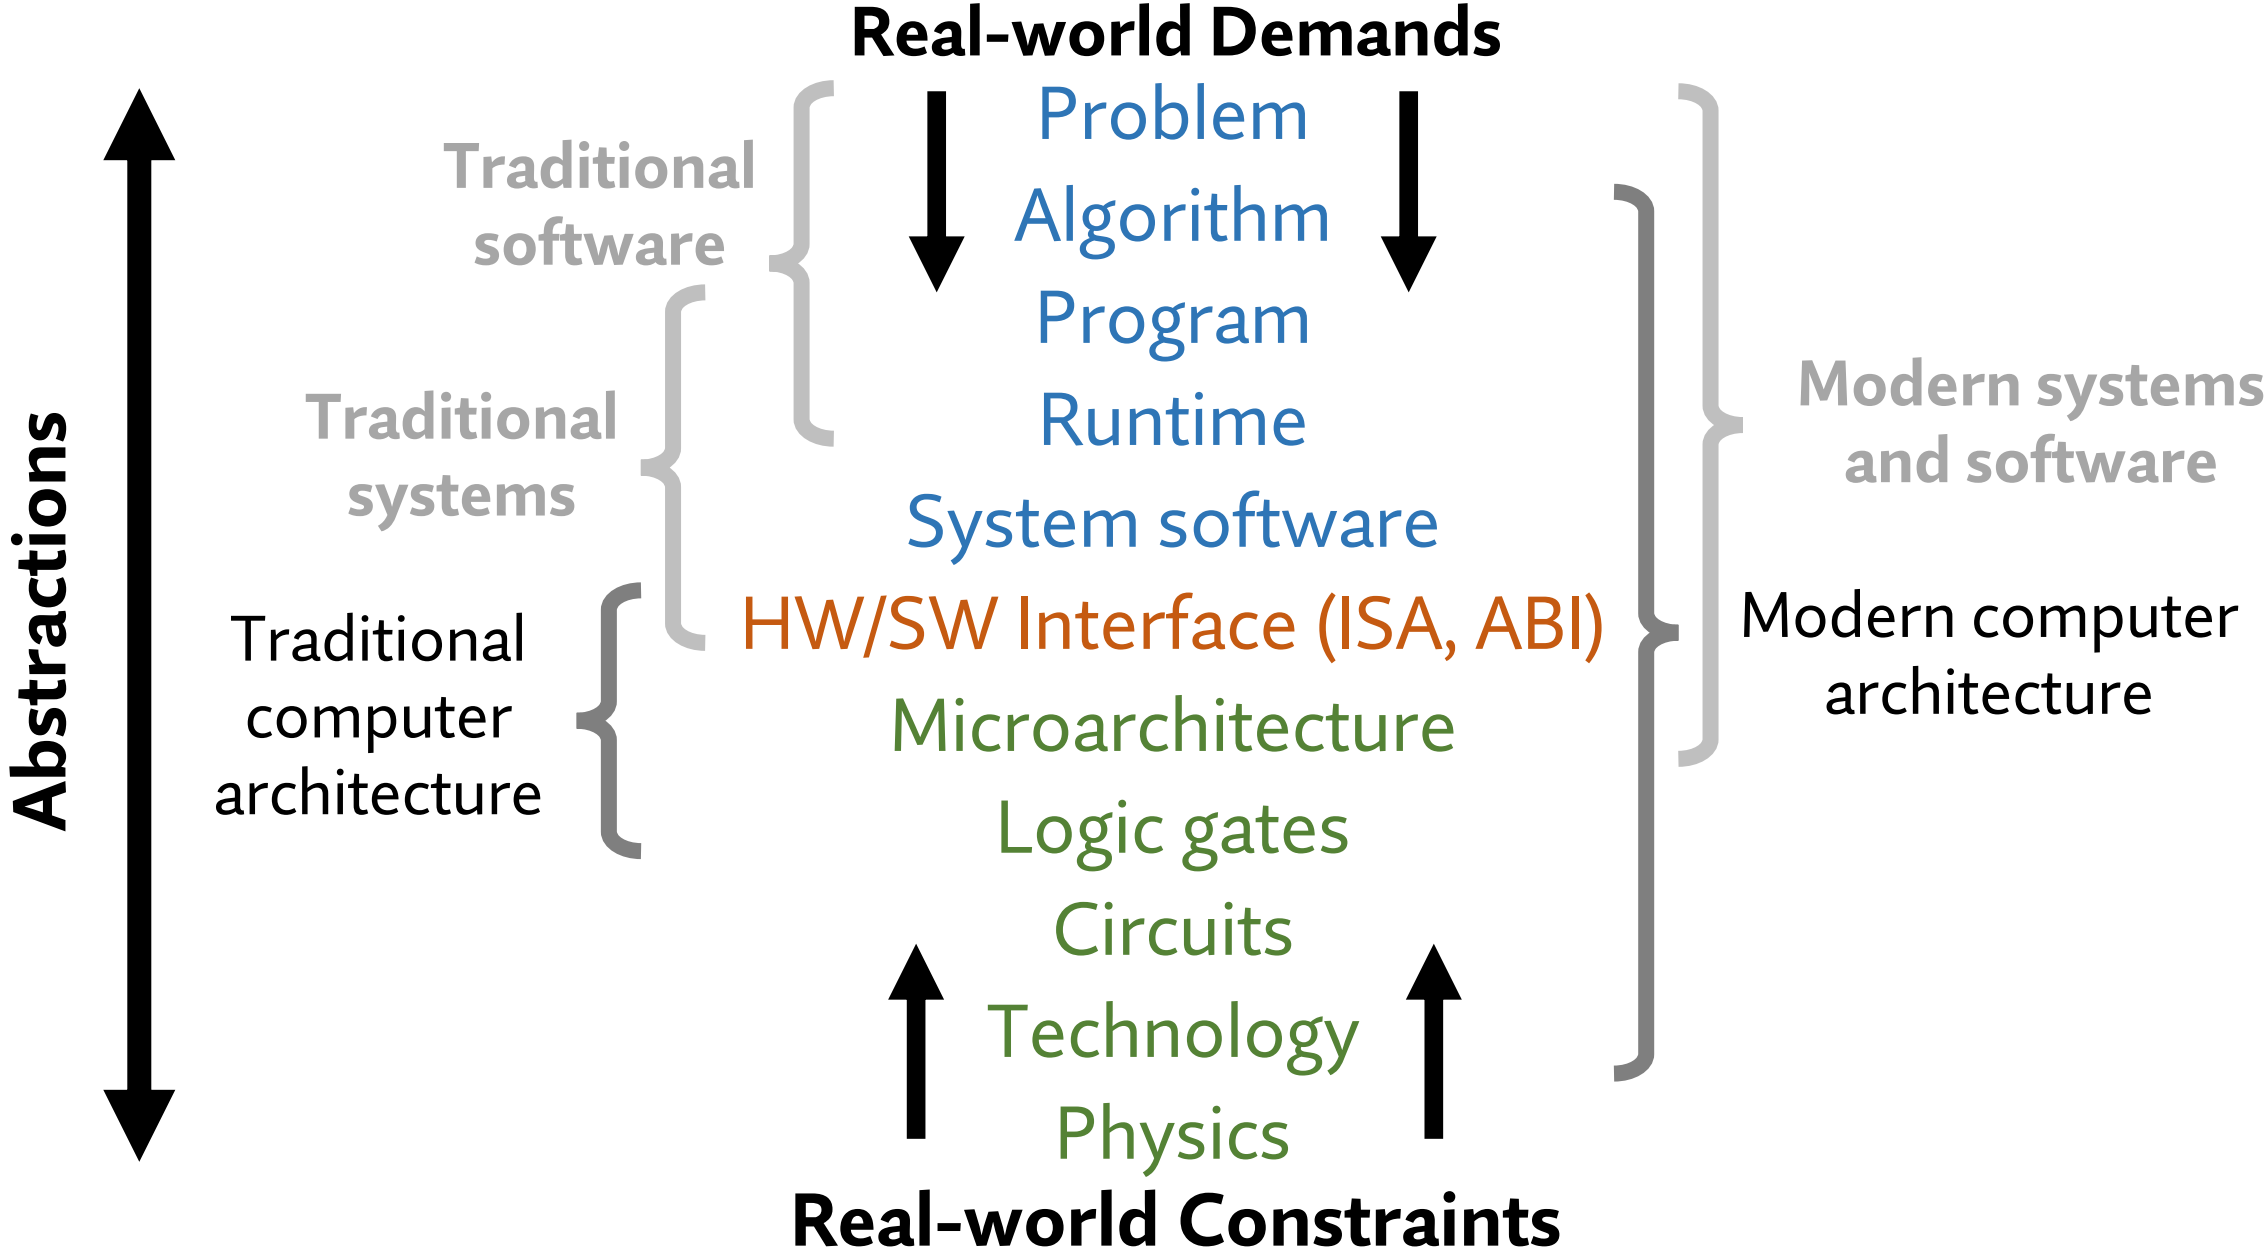 Real-world Demands
Problem
Algorithm
Program
Runtime
System software
HW/SW Interface (ISA, ABI)
Microarchitecture
Logic gates
Circuits
Technology
Physics
Real-world Constraints
Abstractions
Traditional
software
Traditional
systems
Traditional
computer
architecture
Modern systems
and software
Modern computer
architecture